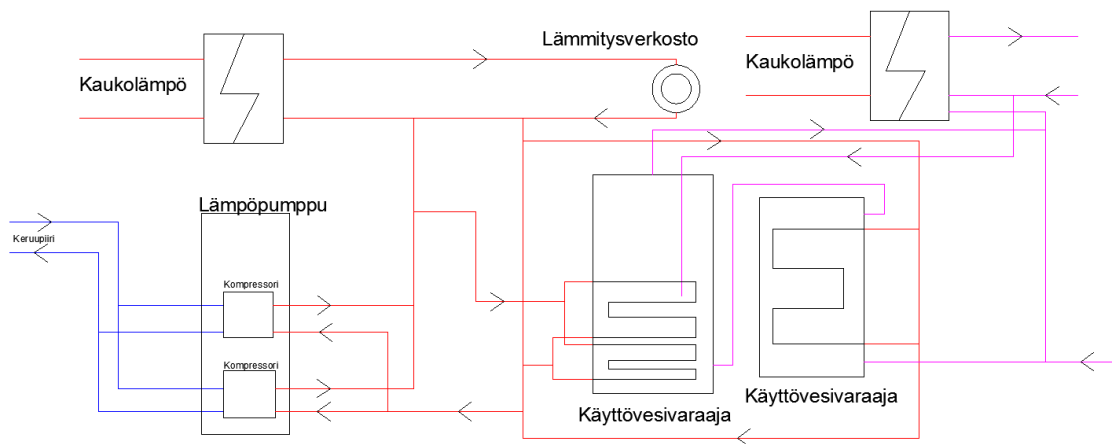 Lämmitysverkosto
Kaukolämpö
Kaukolämpö
Lämpöpumppu
Keruupiiri
Kompressori
Kompressori
Käyttövesivaraaja
Käyttövesivaraaja